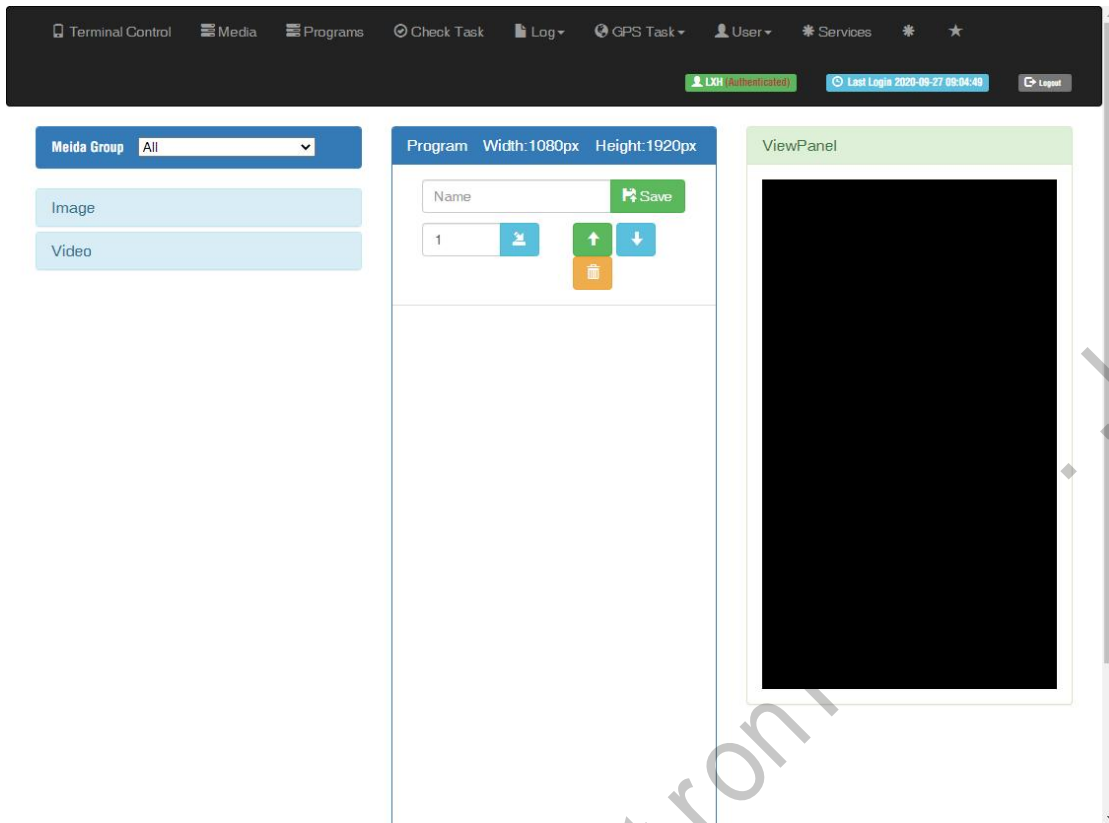 Terminal Control Media Programs Check Task Log GPS Task User Services
LXH (Authenticated) Last Login 2020-09-27 09:04:49 Logout
Meida Group All
Image
Video
Program Width:1080px Height:1920px
Name Save
1
ViewPanel